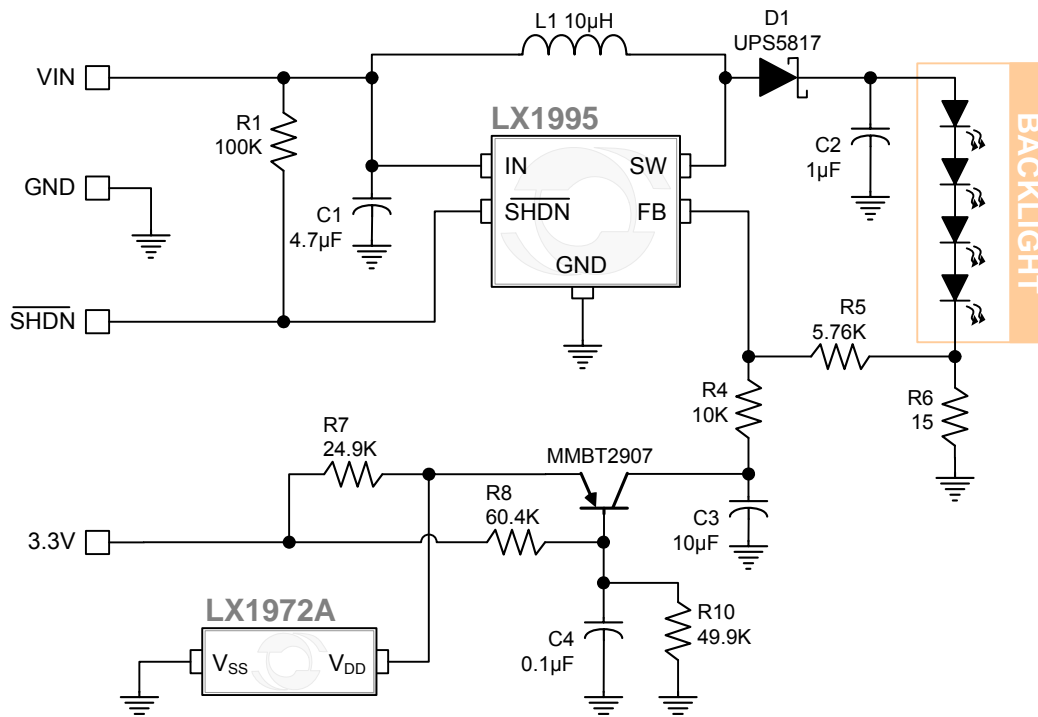 L1 10µH
D1
UPS5817
VIN
R1
100K
LX1995
IN
SW
SHDN
FB
GND
C2
1µF
BACKLIGHT
GND
C1
4.7µF
SHDN
R5
5.76K
R4
10K
R6
15
R7
24.9K
MMBT2907
R8
60.4K
3.3V
C3
10µF
LX1972A
VSS
VDD
C4
0.1µF
R10
49.9K